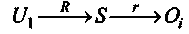 U₁ —R→ S —r→ Oᵢ